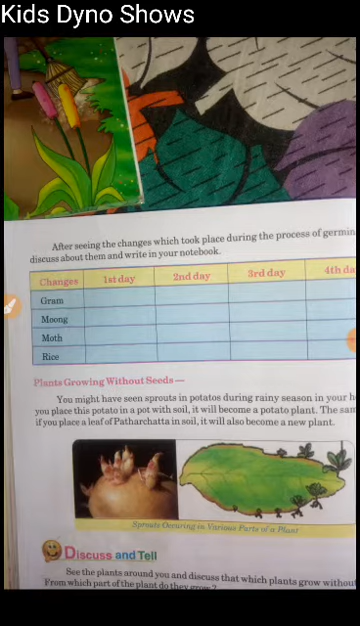 Kids Dyno Shows
After seeing the changes which took place during the process of germin
discuss about them and write in your notebook.
Changes 1st day 2nd day 3rd day 4th da
Gram
Moong
Moth
Rice
Plants Growing Without Seeds—
You might have seen sprouts in potatos during rainy season in your h
you place this potato in a pot with soil, it will become a potato plant. The sam
if you place a leaf of Patharchatta in soil, it will also become a new plant.
Sprouts Occuring in Various Parts of a Plant
Discuss and Tell
See the plants around you and discuss that which plants grow without
From which part of the plant do they grow?